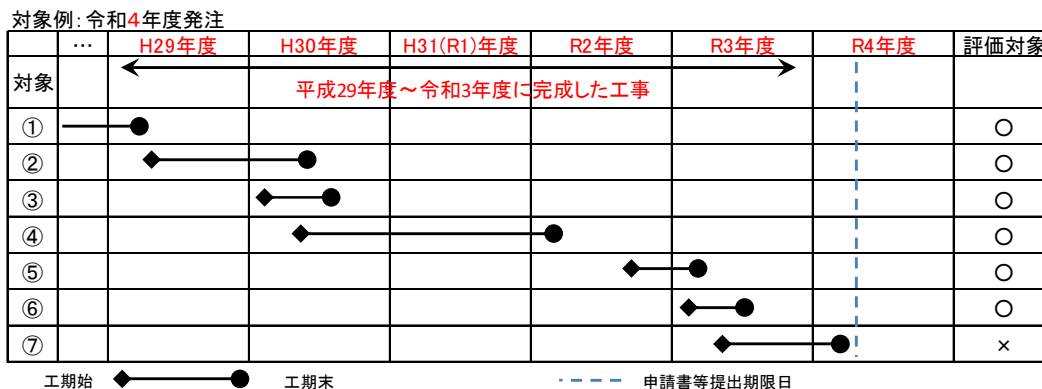 対象例:令和4年度発注
… H29年度 H30年度 H31(R1)年度 R2年度 R3年度 R4年度 評価対象
対象 平成29年度～令和3年度に完成した工事
① ○
② ○
③ ○
④ ○
⑤ ○
⑥ ○
⑦ ×
工期始 工期末 申請書等提出期限日